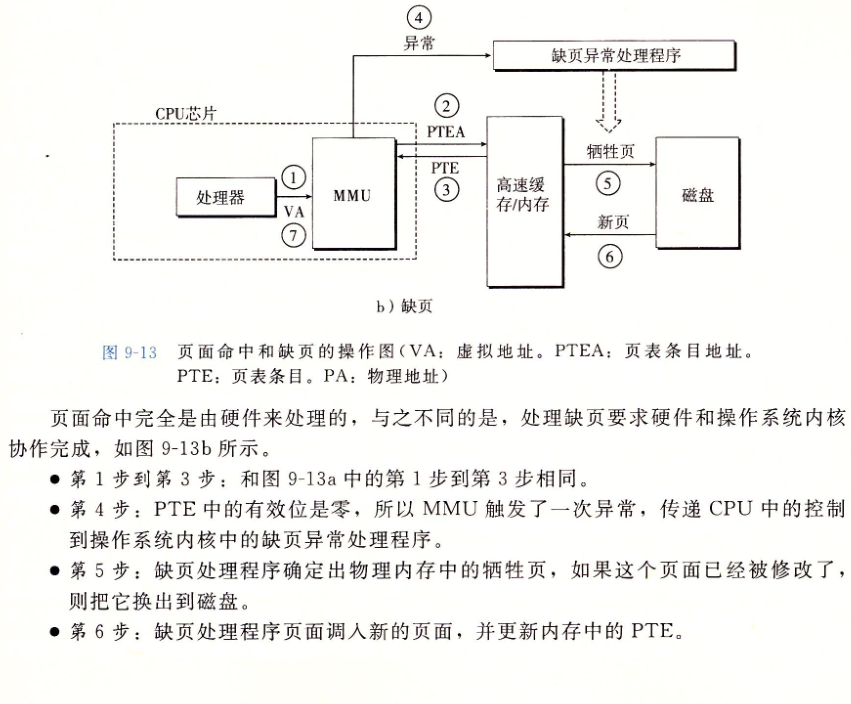 ④
异常
缺页异常处理程序
CPU芯片
②
PTEA
处理器
①
VA
⑦
MMU
PTE
③
高速缓
存/内存
牺牲页
⑤
新页
⑥
磁盘
b）缺页
图 9-13 页面命中和缺页的操作图（VA：虚拟地址。PTEA：页表条目地址。
PTE：页表条目。PA：物理地址）
页面命中完全是由硬件来处理的，与之不同的是，处理缺页要求硬件和操作系统内核
协作完成，如图 9-13b 所示。
● 第 1 步到第 3 步：和图 9-13a 中的第 1 步到第 3 步相同。
● 第 4 步：PTE 中的有效位是零，所以 MMU 触发了一次异常，传递 CPU 中的控制
到操作系统内核中的缺页异常处理程序。
● 第 5 步：缺页处理程序确定出物理内存中的牺牲页，如果这个页面已经被修改了，
则把它换出到磁盘。
● 第 6 步：缺页处理程序页面调入新的页面，并更新内存中的 PTE。